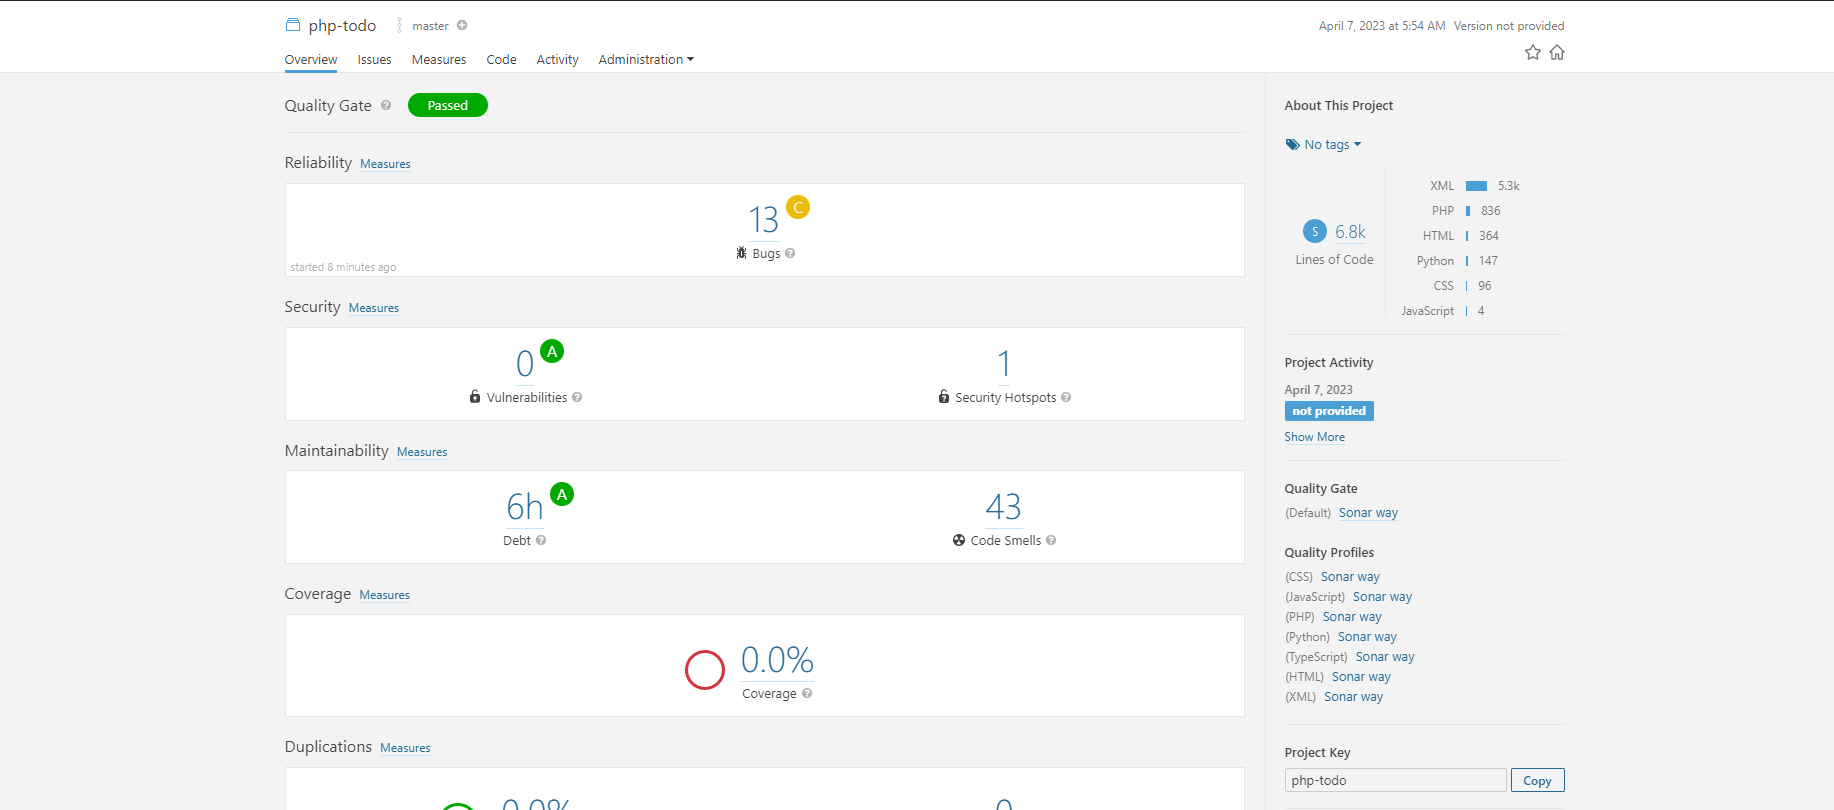 php-todo master
April 7, 2023 at 5:54 AM Version not provided
Overview Issues Measures Code Activity Administration
Quality Gate ? Passed
Reliability Measures
13 C
Bugs ?
started 8 minutes ago
Security Measures
0 A
Vulnerabilities ?
1
Security Hotspots ?
Maintainability Measures
6h A
Debt ?
43
Code Smells ?
Coverage Measures
0.0%
Coverage ?
Duplications Measures
0.0%
0
About This Project
No tags
S 6.8k
Lines of Code
XML 5.3k
PHP 836
HTML 364
Python 147
CSS 96
JavaScript 4
Project Activity
April 7, 2023
not provided
Show More
Quality Gate
(Default) Sonar way
Quality Profiles
(CSS) Sonar way
(JavaScript) Sonar way
(PHP) Sonar way
(Python) Sonar way
(TypeScript) Sonar way
(HTML) Sonar way
(XML) Sonar way
Project Key
php-todo Copy